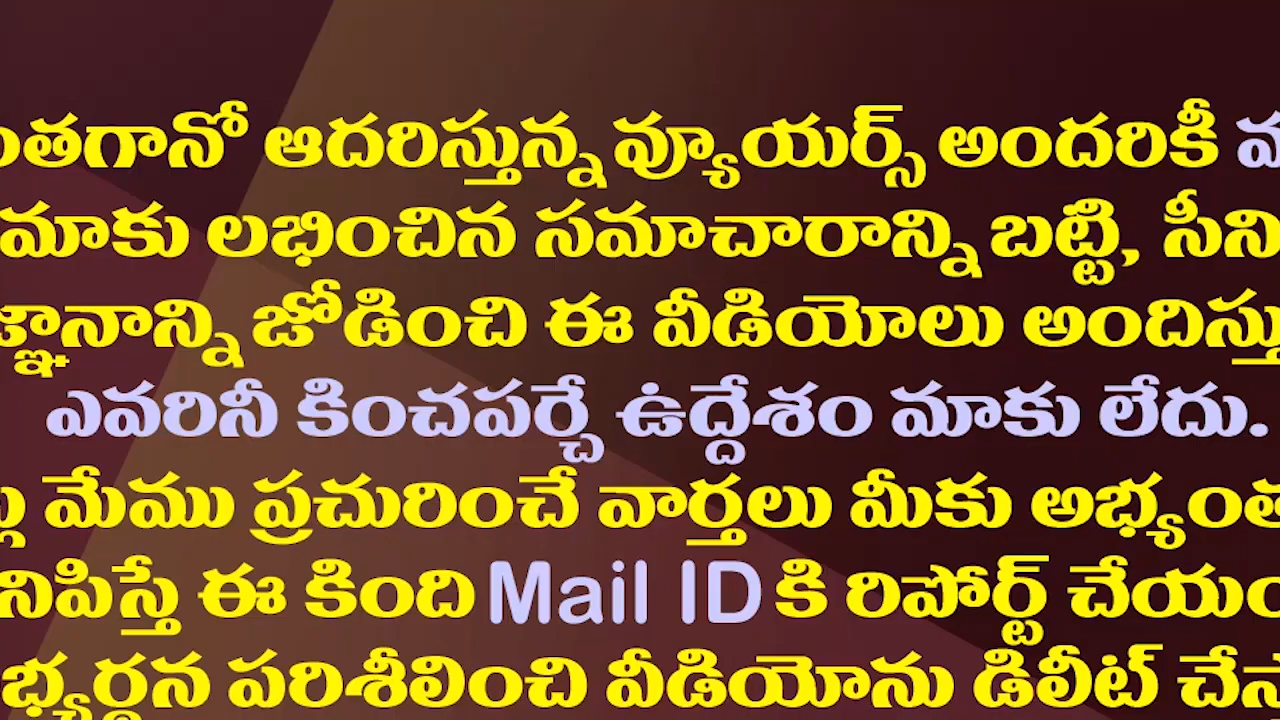 ంతగానో ఆదరిస్తున్న వ్యూయర్స్ అందరికీ
మాకు లభించిన సమాచారాన్ని బట్టి, సీని
జ్ఞానాన్ని జోడించి ఈ వీడియోలు అందిస్తు
ఎవరినీ కించపర్చే ఉద్దేశం మాకు లేదు.
మేము ప్రచురించే వార్తలు మీకు అభ్యంత
నిపిస్తే ఈ కింది Mail ID కి రిపోర్ట్ చేయం
భ్యర్థన పరిశీలించి వీడియోను డిలీట్ చేస